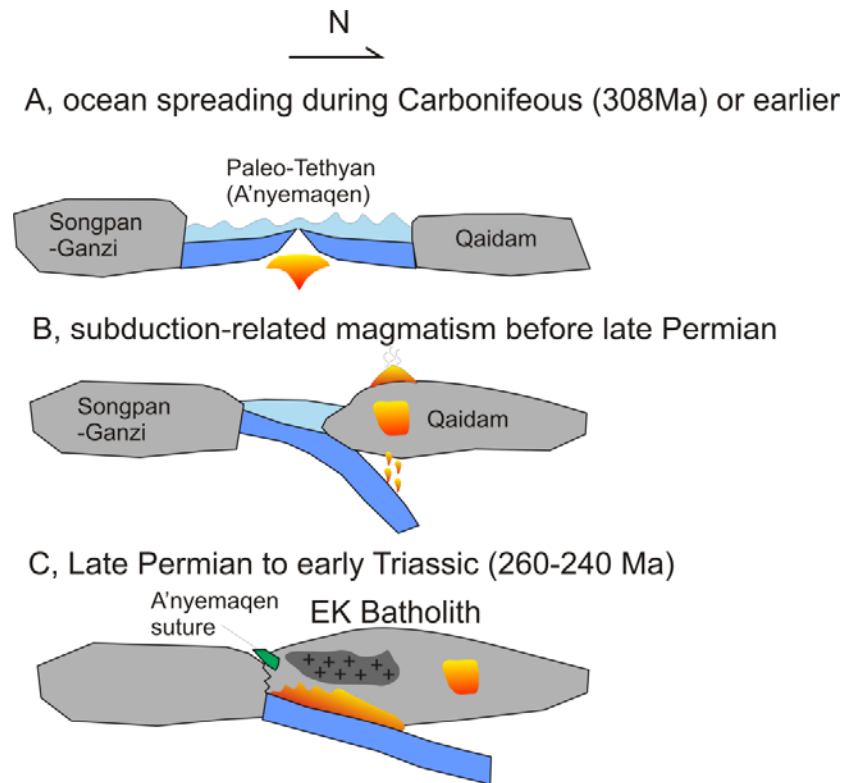 N
A, ocean spreading during Carbonifeous (308Ma) or earlier
Paleo-Tethyan
(A'nyemaqen)
Songpan
-Ganzi
Qaidam
B, subduction-related magmatism before late Permian
Songpan
-Ganzi
Qaidam
C, Late Permian to early Triassic (260-240 Ma)
A'nyemaqen
suture
EK Batholith